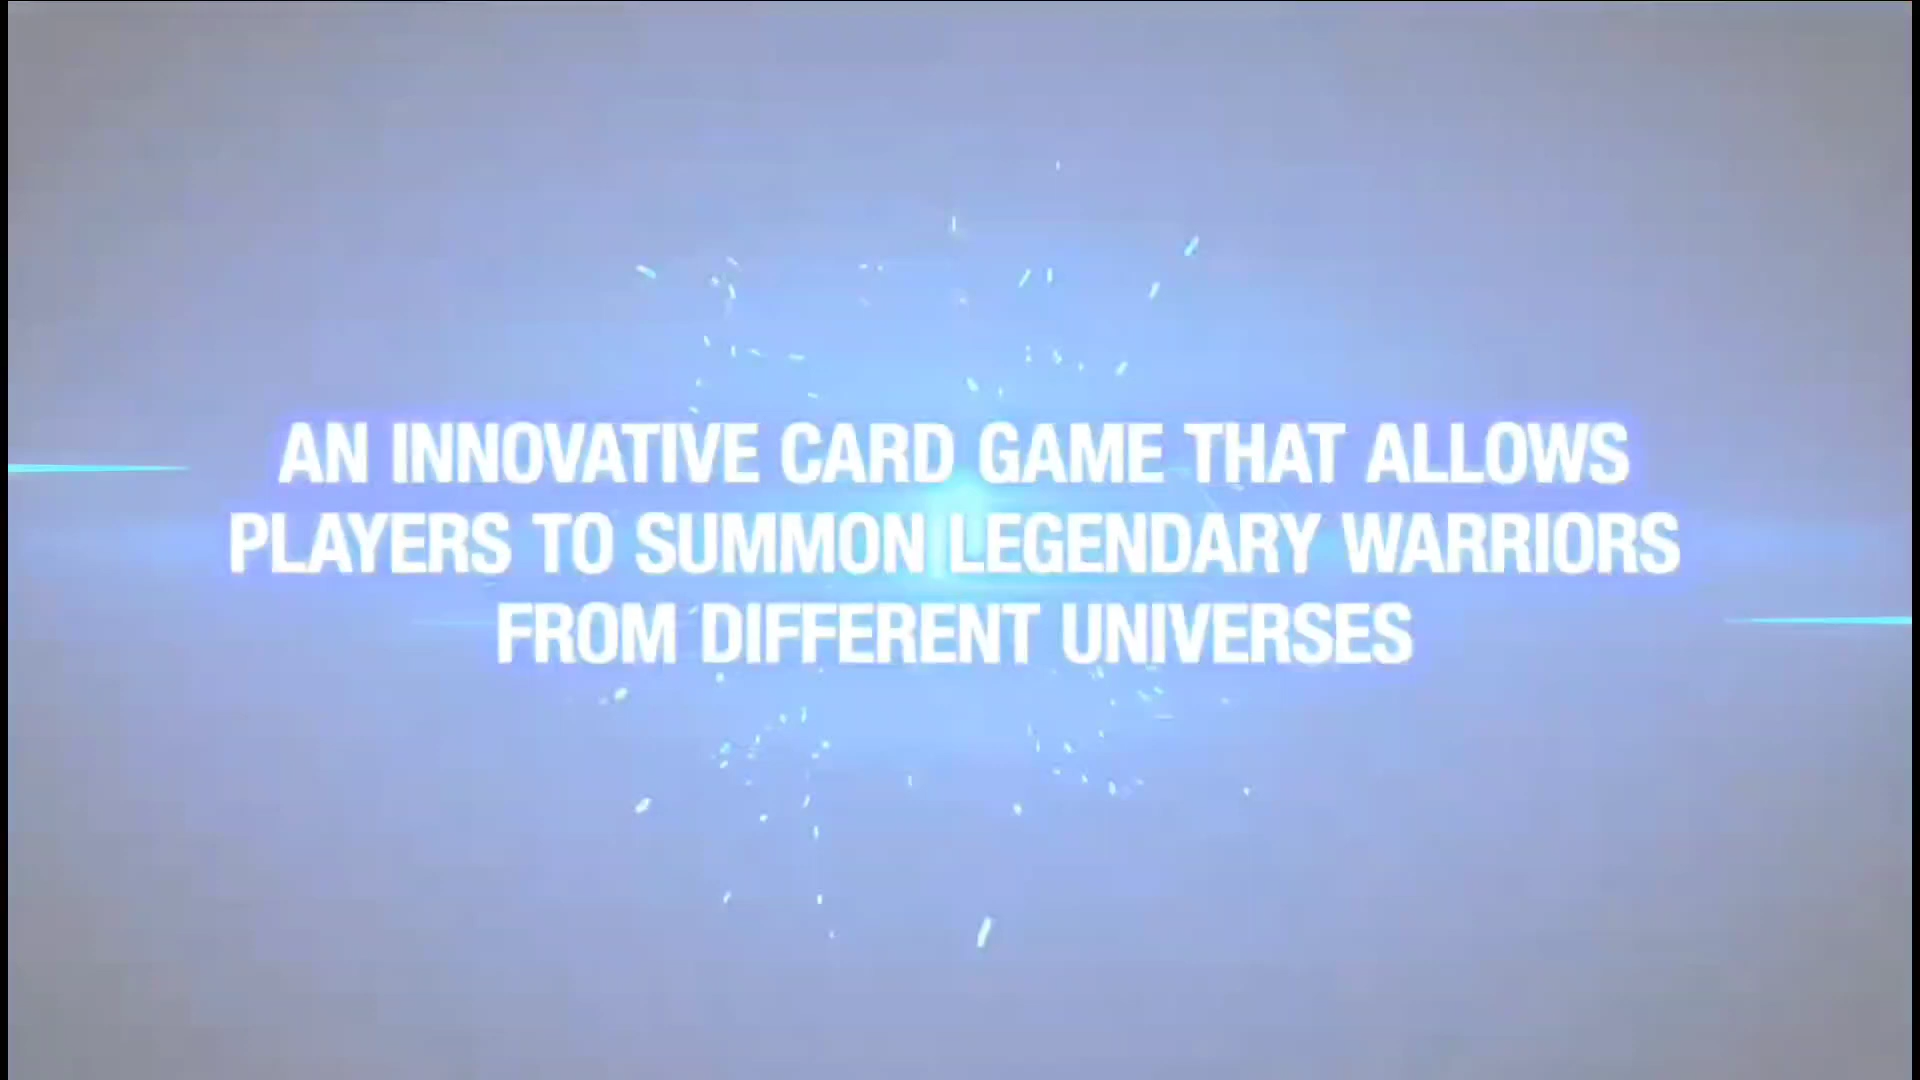 AN INNOVATIVE CARD GAME THAT ALLOWS
PLAYERS TO SUMMON LEGENDARY WARRIORS
FROM DIFFERENT UNIVERSES